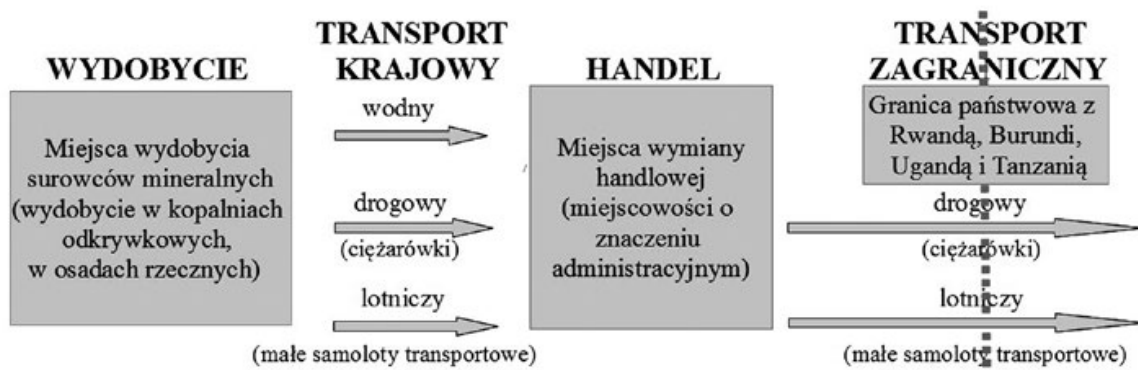 WYDOBYCIE
Miejsca wydobycia
surowców mineralnych
(wydobycie w kopalniach
odkrywkowych,
w osadach rzecznych)
TRANSPORT
KRAJOWY
wodny
drogowy
(ciężarówki)
lotniczy
(małe samoloty transportowe)
HANDEL
Miejsca wymiany
handlowej
(miejscowości o
znaczeniu
administracyjnym)
TRANSPORT
ZAGRANICZNY
Granica państwowa z
Rwandą, Burundi,
Ugandą i Tanzanią
drogowy
(ciężarówki)
lotniczy
(małe samoloty transportowe)